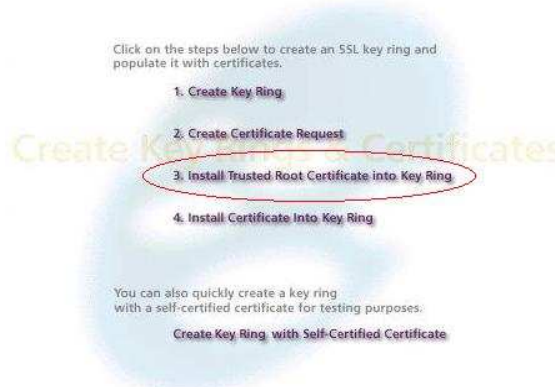 Click on the steps below to create an SSL key ring and
populate it with certificates.
1. Create Key Ring
2. Create Certificate Request
Create Key Rings & Certificates
3. Install Trusted Root Certificate into Key Ring
4. Install Certificate Into Key Ring
You can also quickly create a key ring
with a self-certified certificate for testing purposes.
Create Key Ring with Self-Certified Certificate